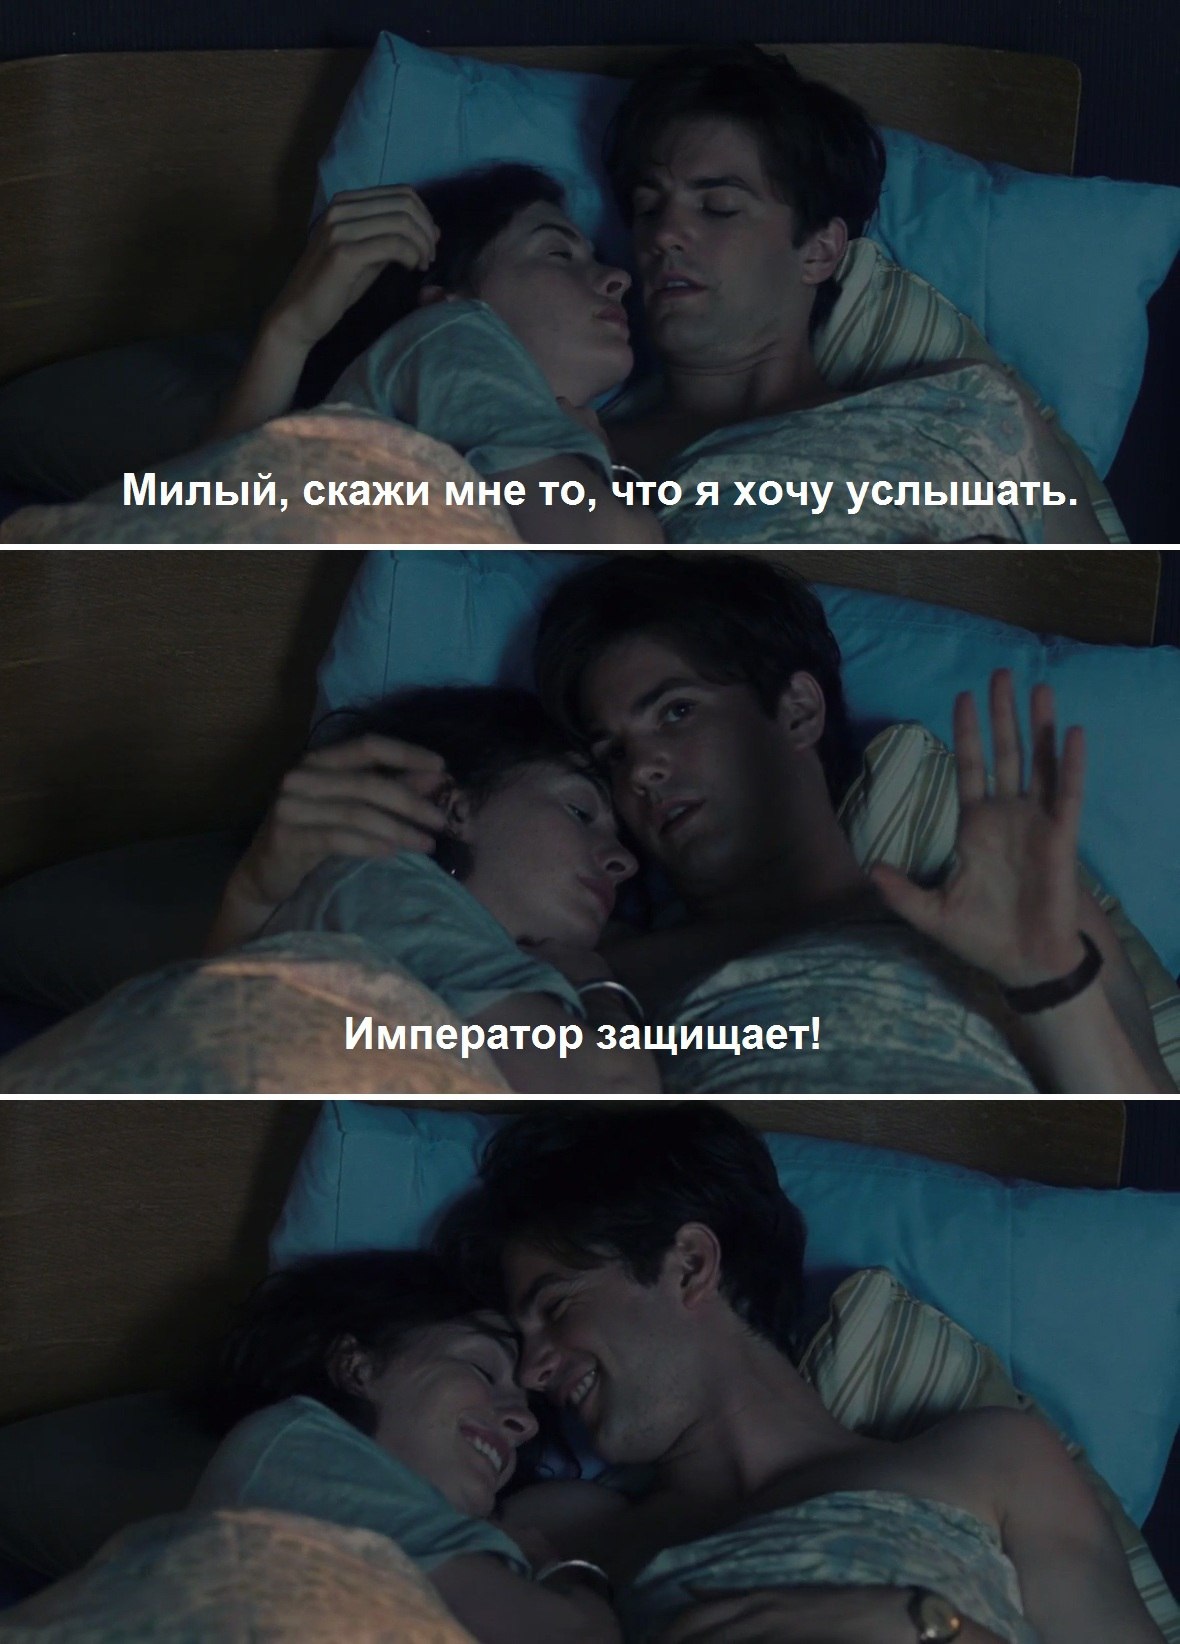 Милый, скажи мне то, что я хочу услышать.
Император защищает!